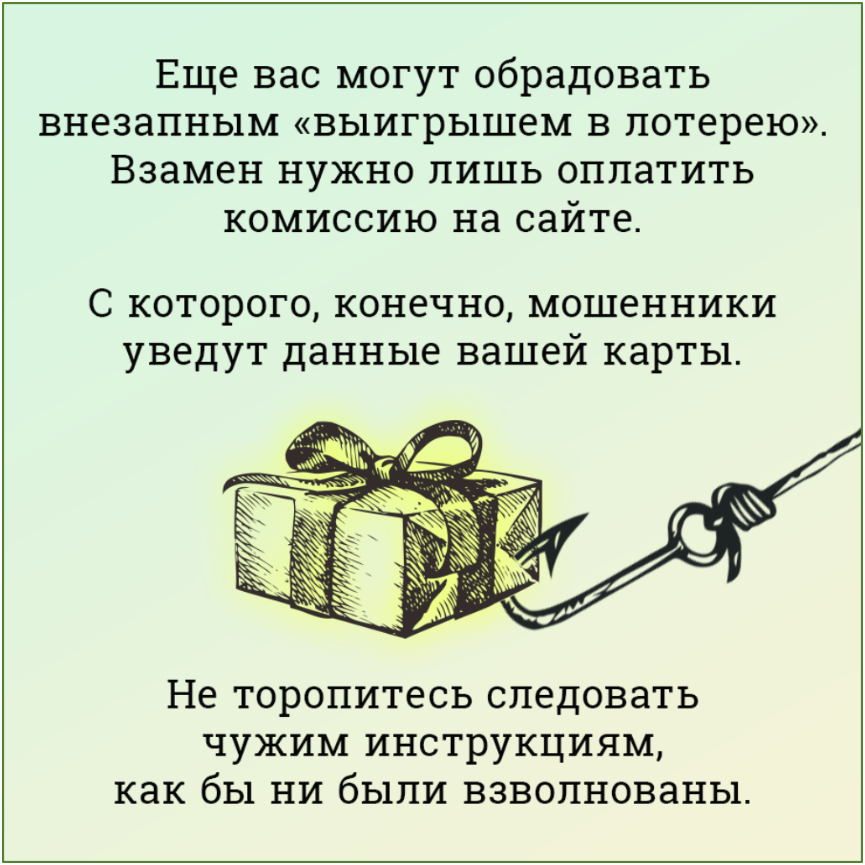 Еще вас могут обрадовать
внезапным «выигрышем в лотерею».
Взамен нужно лишь оплатить
комиссию на сайте.
С которого, конечно, мошенники
уведут данные вашей карты.
Не торопитесь следовать
чужим инструкциям,
как бы ни были взволнованы.